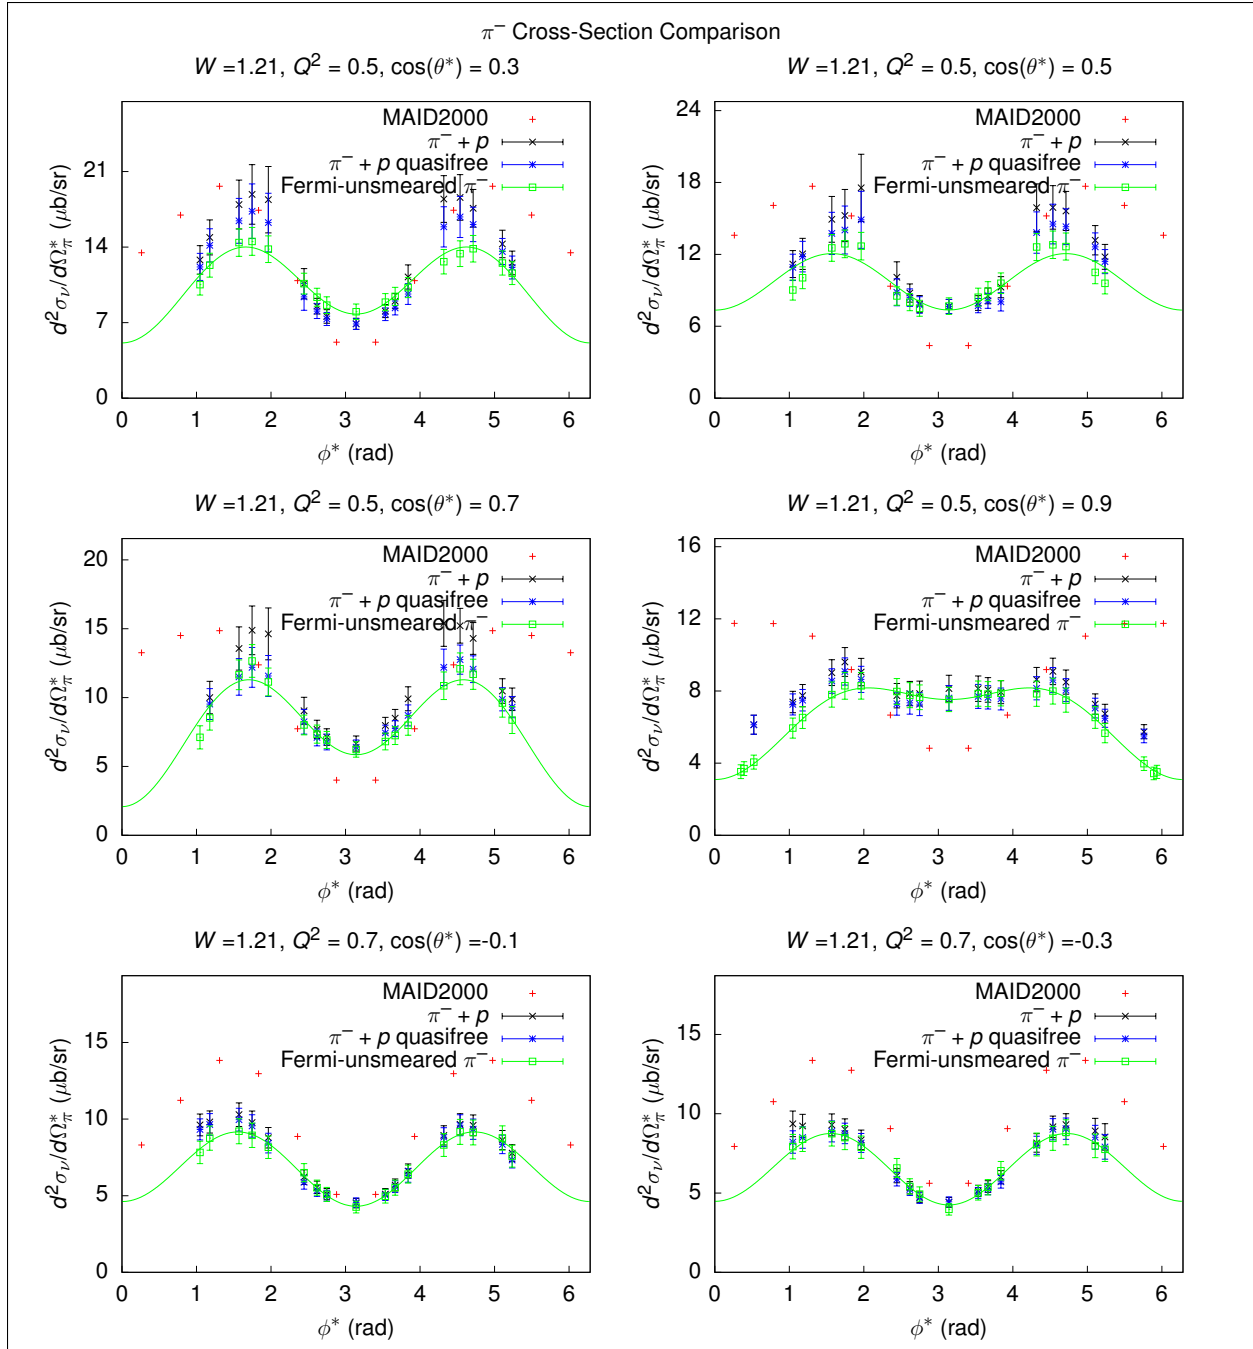 π− Cross-Section Comparison
W =1.21, Q² = 0.5, cos(θ*) = 0.3
MAID2000
π− + p
π− + p quasifree
Fermi-unsmeared π−
d²σν/dΩ*π (μb/sr)
21
14
7
0
0 1 2 3 4 5 6
ϕ* (rad)
W =1.21, Q² = 0.5, cos(θ*) = 0.5
MAID2000
π− + p
π− + p quasifree
Fermi-unsmeared π−
d²σν/dΩ*π (μb/sr)
24
18
12
6
0
0 1 2 3 4 5 6
ϕ* (rad)
W =1.21, Q² = 0.5, cos(θ*) = 0.7
MAID2000
π− + p
π− + p quasifree
Fermi-unsmeared π−
d²σν/dΩ*π (μb/sr)
20
15
10
5
0
0 1 2 3 4 5 6
ϕ* (rad)
W =1.21, Q² = 0.5, cos(θ*) = 0.9
MAID2000
π− + p
π− + p quasifree
Fermi-unsmeared π−
d²σν/dΩ*π (μb/sr)
16
12
8
4
0
0 1 2 3 4 5 6
ϕ* (rad)
W =1.21, Q² = 0.7, cos(θ*) =-0.1
MAID2000
π− + p
π− + p quasifree
Fermi-unsmeared π−
d²σν/dΩ*π (μb/sr)
15
10
5
0
0 1 2 3 4 5 6
ϕ* (rad)
W =1.21, Q² = 0.7, cos(θ*) =-0.3
MAID2000
π− + p
π− + p quasifree
Fermi-unsmeared π−
d²σν/dΩ*π (μb/sr)
15
10
5
0
0 1 2 3 4 5 6
ϕ* (rad)